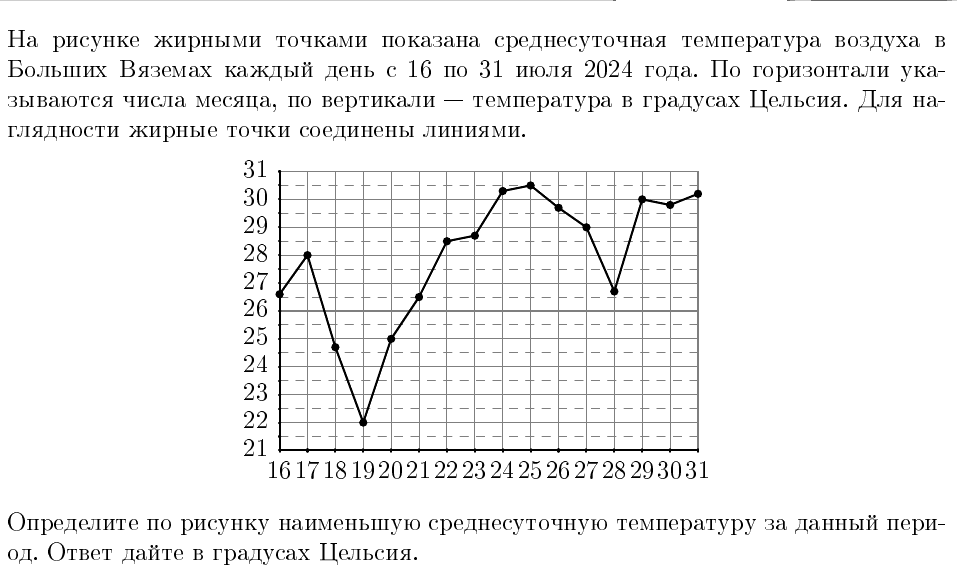 На рисунке жирными точками показана среднесуточная температура воздуха в
Больших Вяземах каждый день с 16 по 31 июля 2024 года. По горизонтали ука-
зываются числа месяца, по вертикали — температура в градусах Цельсия. Для на-
глядности жирные точки соединены линиями.
31
30
29
28
27
26
25
24
23
22
21
16 17 18 19 20 21 22 23 24 25 26 27 28 29 30 31
Определите по рисунку наименьшую среднесуточную температуру за данный пери-
од. Ответ дайте в градусах Цельсия.